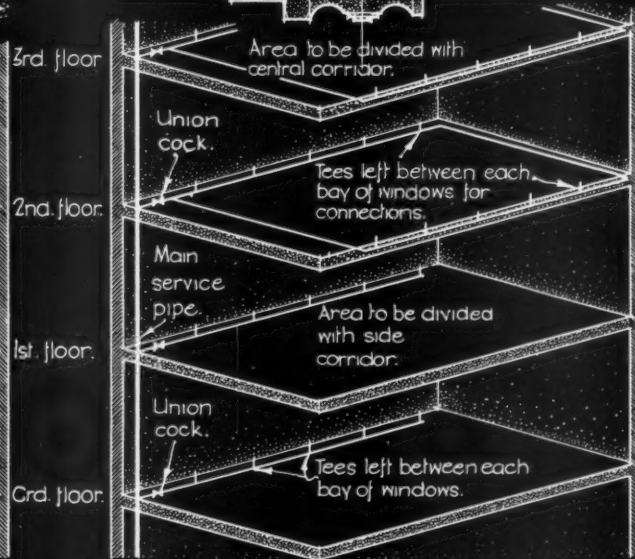 3rd. floor
Area to be divided with
central corridor.
Union
cock.
Tees left between each
bay of windows for
connections.
2nd. floor.
Main
service
pipe.
Area to be divided
with side
corridor.
1st. floor.
Union
cock.
Tees left between each
bay of windows.
Grd. floor.